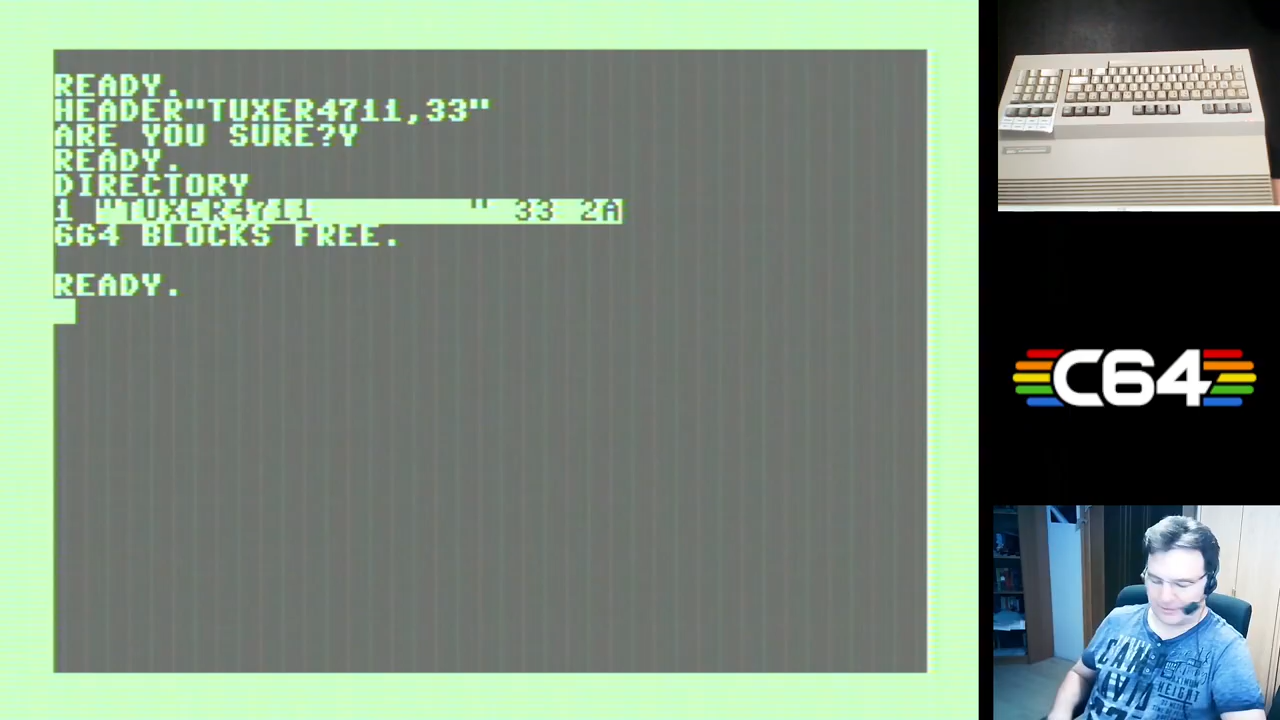 READY.
HEADER"TUXER4711,33"
ARE YOU SURE?Y
READY.
DIRECTORY
1 "TUXER4711       " 33 2A
664 BLOCKS FREE.
READY.
C64